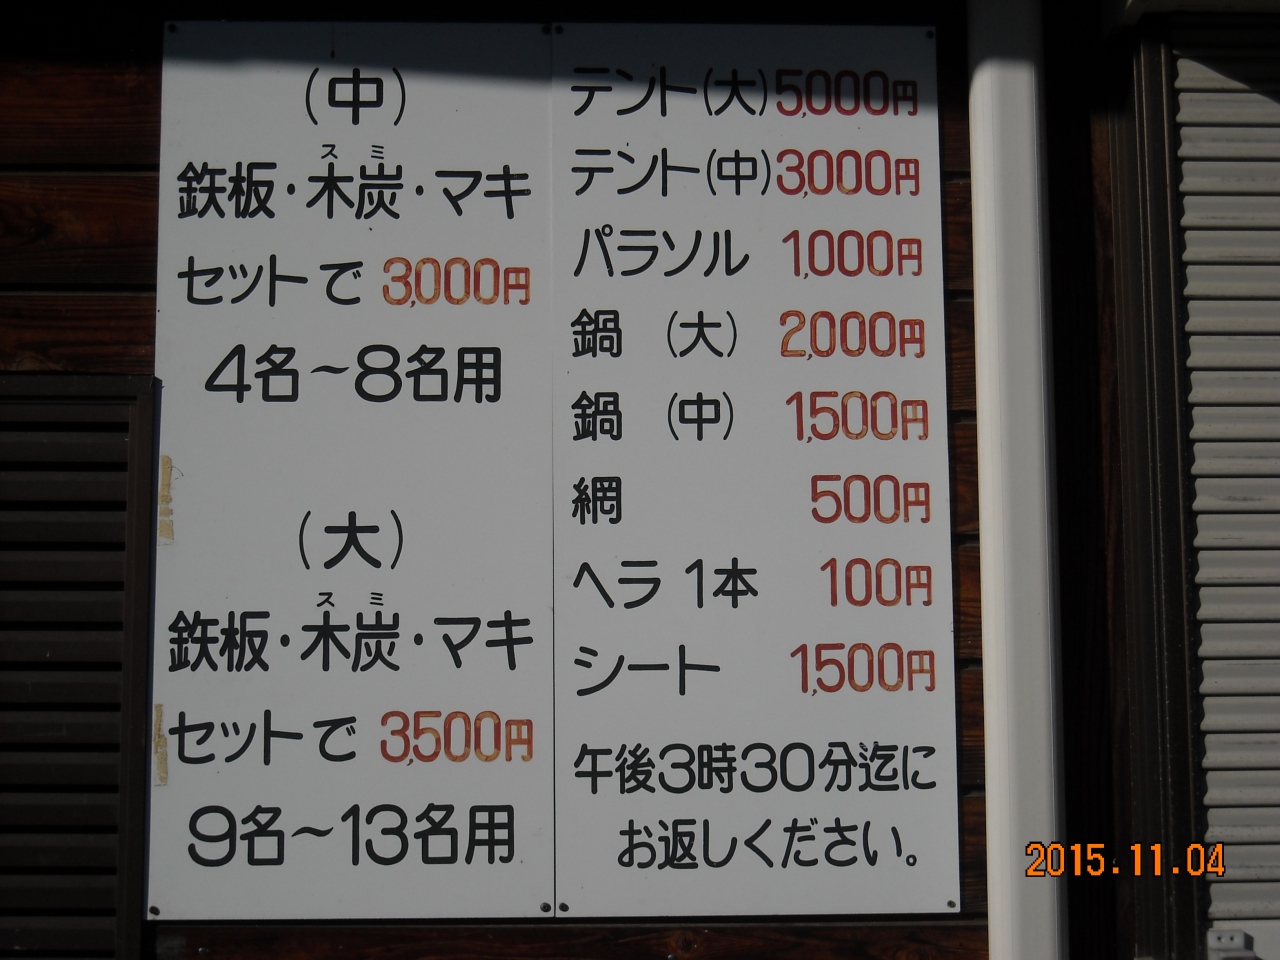 (中)
スミ
鉄板・木炭・マキ
セットで 3,000円
4名～8名用
(大)
スミ
鉄板・木炭・マキ
セットで 3,500円
9名～13名用
テント(大)5,000円
テント(中)3,000円
パラソル 1,000円
鍋 (大) 2,000円
鍋 (中) 1,500円
網 500円
ヘラ 1本 100円
シート 1,500円
午後3時30分迄に
お返しください。
2015.11.04